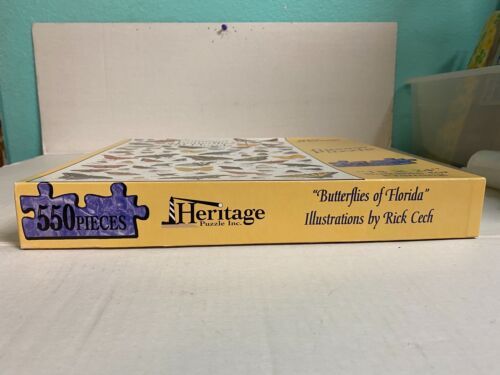 550 PIECES
Heritage
Puzzle Inc.
"Butterflies of Florida"
Illustrations by Rick Cech